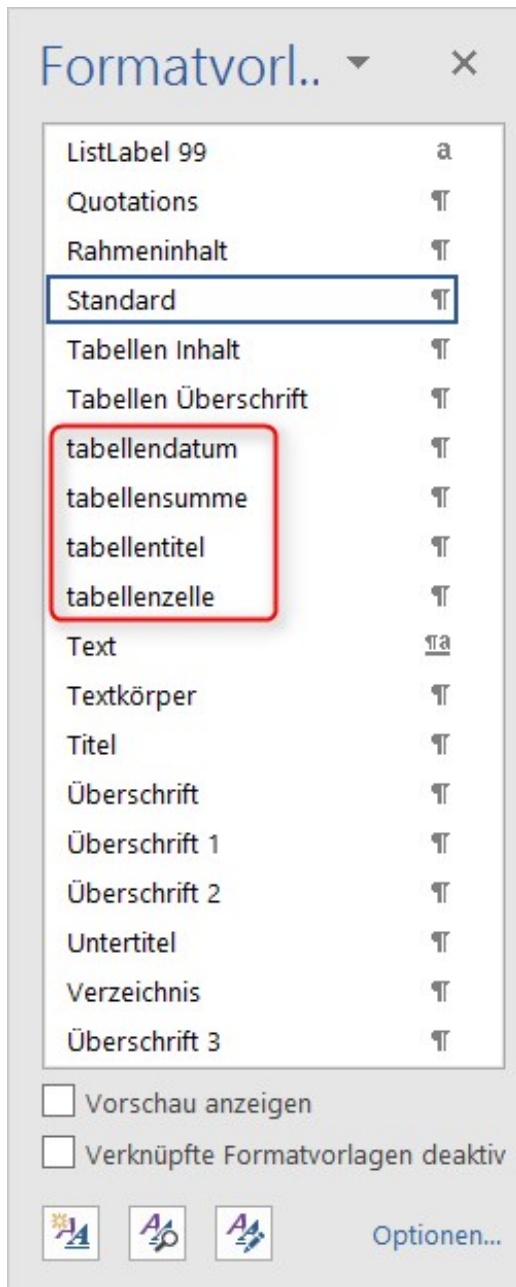 Formatvorl..
ListLabel 99 a
Quotations ¶
Rahmeninhalt ¶
Standard ¶
Tabellen Inhalt ¶
Tabellen Überschrift ¶
tabellendatum ¶
tabellensumme ¶
tabellentitel ¶
tabellenzelle ¶
Text ¶a
Textkörper ¶
Titel ¶
Überschrift ¶
Überschrift 1 ¶
Überschrift 2 ¶
Untertitel ¶
Verzeichnis ¶
Überschrift 3 ¶
Vorschau anzeigen
Verknüpfte Formatvorlagen deaktiv
Optionen...